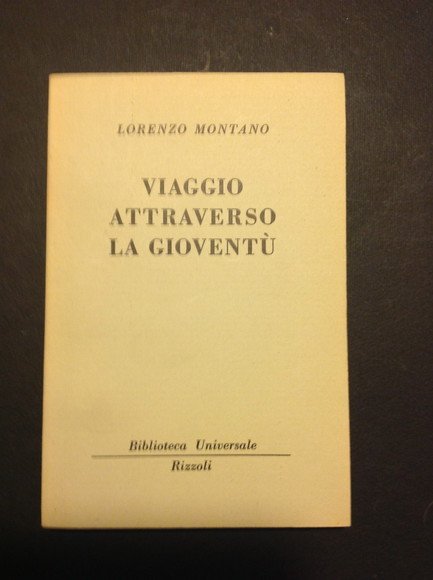 LORENZO MONTANO
VIAGGIO
ATTRAVERSO
LA GIOVENTÙ
Biblioteca Universale
Rizzoli